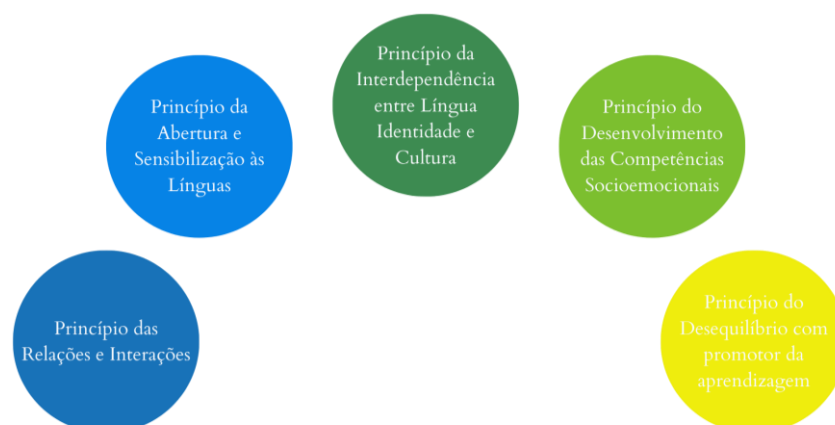 Princípio da
Interdependência
entre Língua
Identidade e
Cultura
Princípio da
Abertura e
Sensibilização às
Línguas
Princípio do
Desenvolvimento
das Competências
Socioemocionais
Princípio das
Relações e Interações
Princípio do
Desequilíbrio com
promotor da
aprendizagem